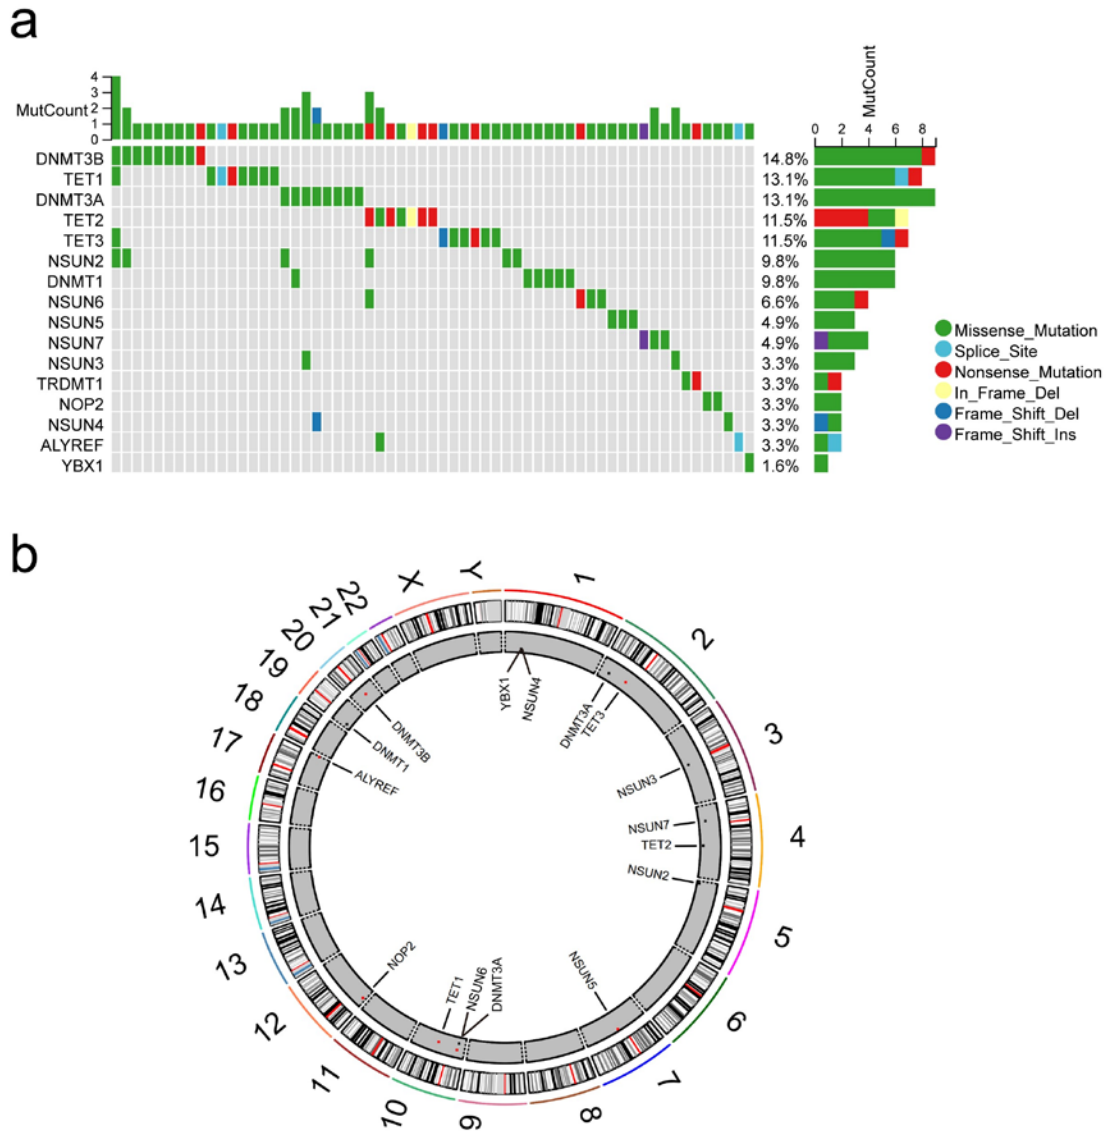 a
MutCount
4
3
2
1
0
MutCount
0 2 4 6 8
DNMT3B 14.8%
TET1 13.1%
DNMT3A 13.1%
TET2 11.5%
TET3 11.5%
NSUN2 9.8%
DNMT1 9.8%
NSUN6 6.6%
NSUN5 4.9%
NSUN7 4.9%
NSUN3 3.3%
TRDMT1 3.3%
NOP2 3.3%
NSUN4 3.3%
ALYREF 3.3%
YBX1 1.6%
Missense_Mutation
Splice_Site
Nonsense_Mutation
In_Frame_Del
Frame_Shift_Del
Frame_Shift_Ins
b
1
2
3
4
5
6
7
8
9
10
11
12
13
14
15
16
17
18
19
20
21
22
X
Y
YBX1
NSUN4
DNMT3A
TET3
NSUN3
NSUN7
TET2
NSUN2
NSUN5
DNMT3A
NSUN6
TET1
NOP2
ALYREF
DNMT1
DNMT3B